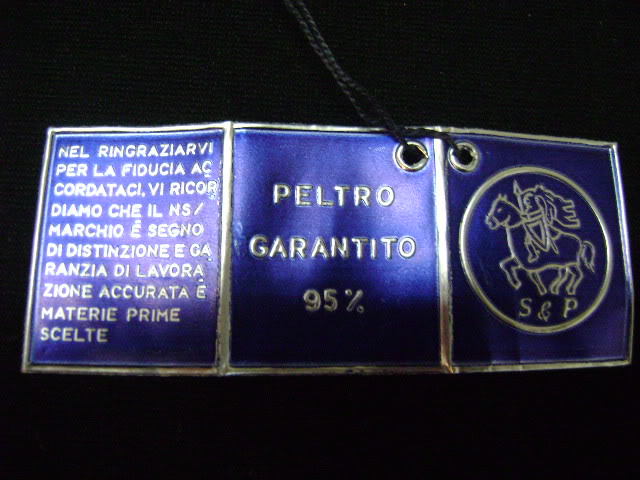 NEL RINGRAZIARVI
PER LA FIDUCIA AC
CORDATACI, VI RICOR
DIAMO CHE IL NS/
MARCHIO É SEGNO
DI DISTINZIONE E GA
RANZIA DI LAVORA
ZIONE ACCURATA É
MATERIE PRIME
SCELTE
PELTRO
GARANTITO
95%
S & P